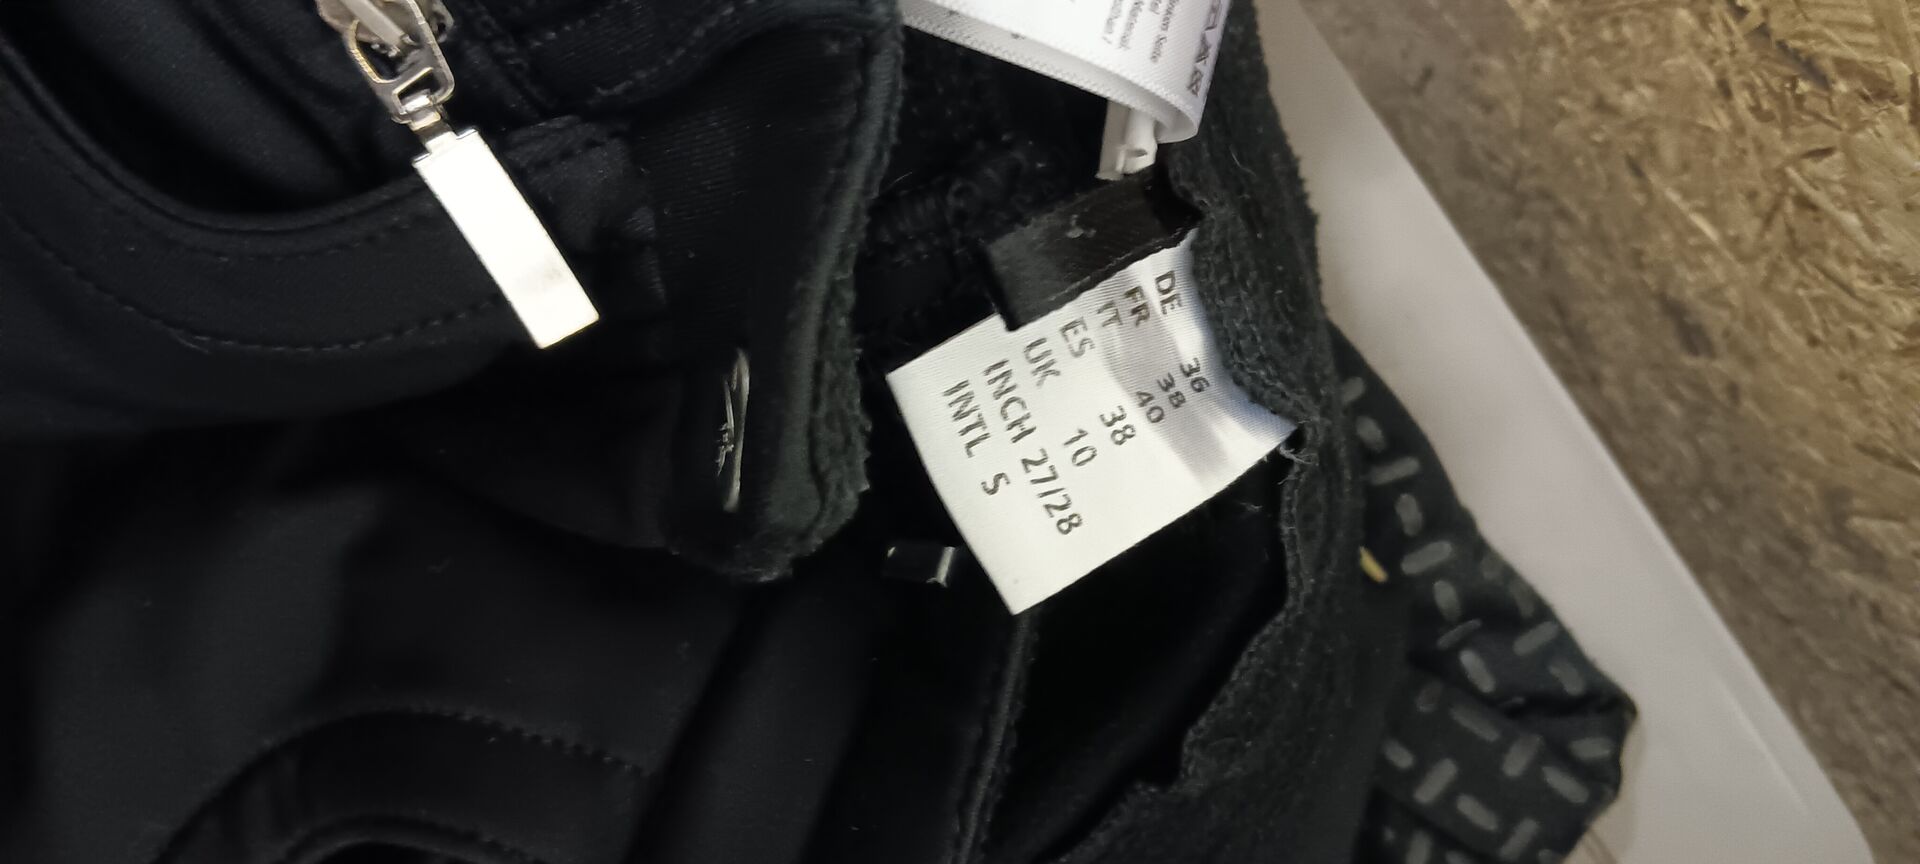 DE 36
FR 38
IT 40
ES 38
UK 10
INCH 27/28
INTL S